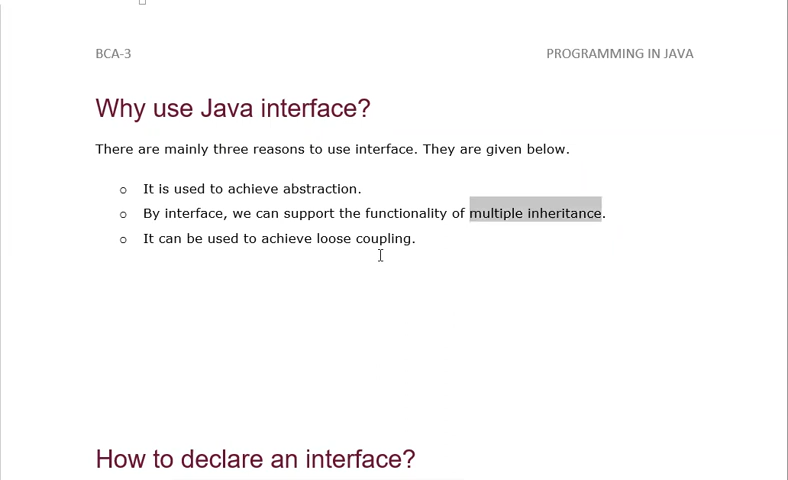 BCA-3 PROGRAMMING IN JAVA
Why use Java interface?
There are mainly three reasons to use interface. They are given below.
o It is used to achieve abstraction.
o By interface, we can support the functionality of multiple inheritance.
o It can be used to achieve loose coupling.
How to declare an interface?